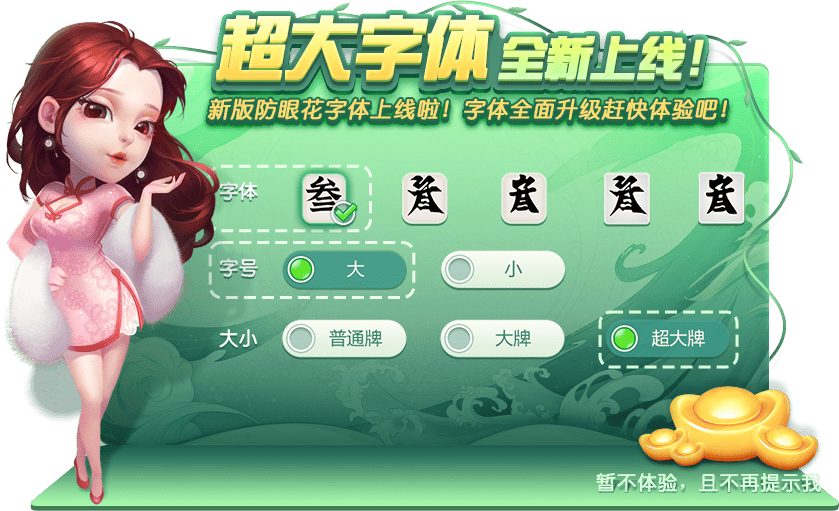 超大字体 全新上线!
新版防眼花字体上线啦!字体全面升级赶快体验吧!
字体 叁
字号 大 小
大小 普通牌 大牌 超大牌
暂不体验，且不再提示我